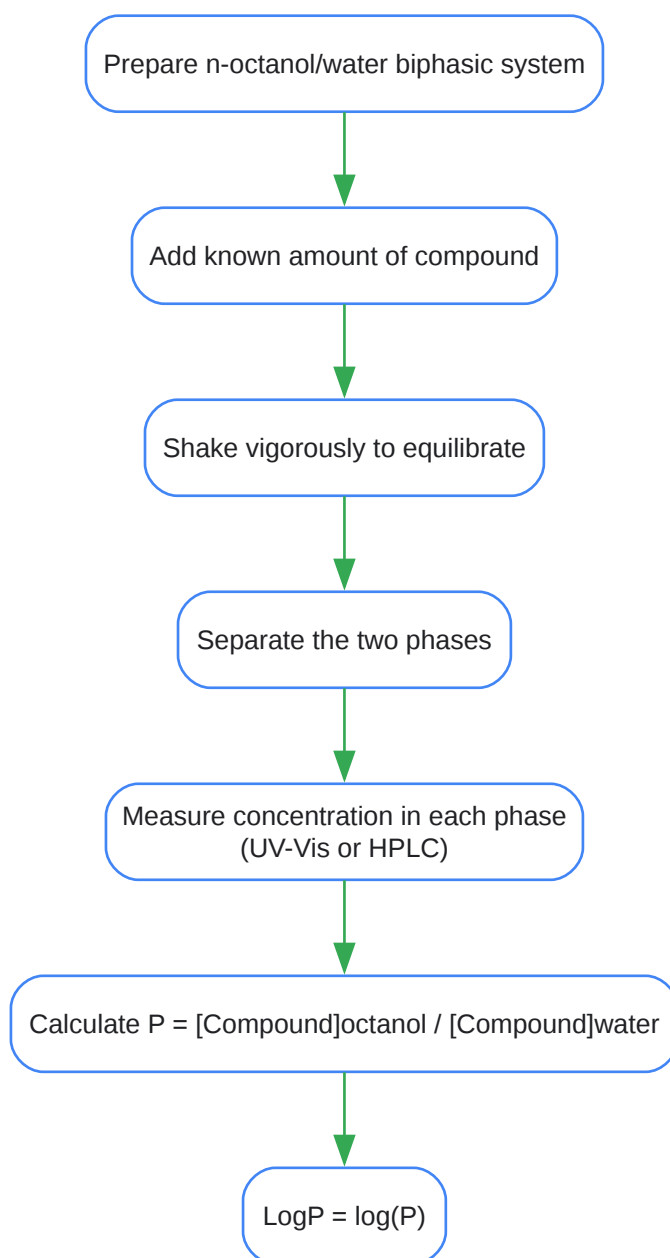 Prepare n-octanol/water biphasic system
Add known amount of compound
Shake vigorously to equilibrate
Separate the two phases
Measure concentration in each phase
(UV-Vis or HPLC)
Calculate P = [Compound]octanol / [Compound]water
LogP = log(P)